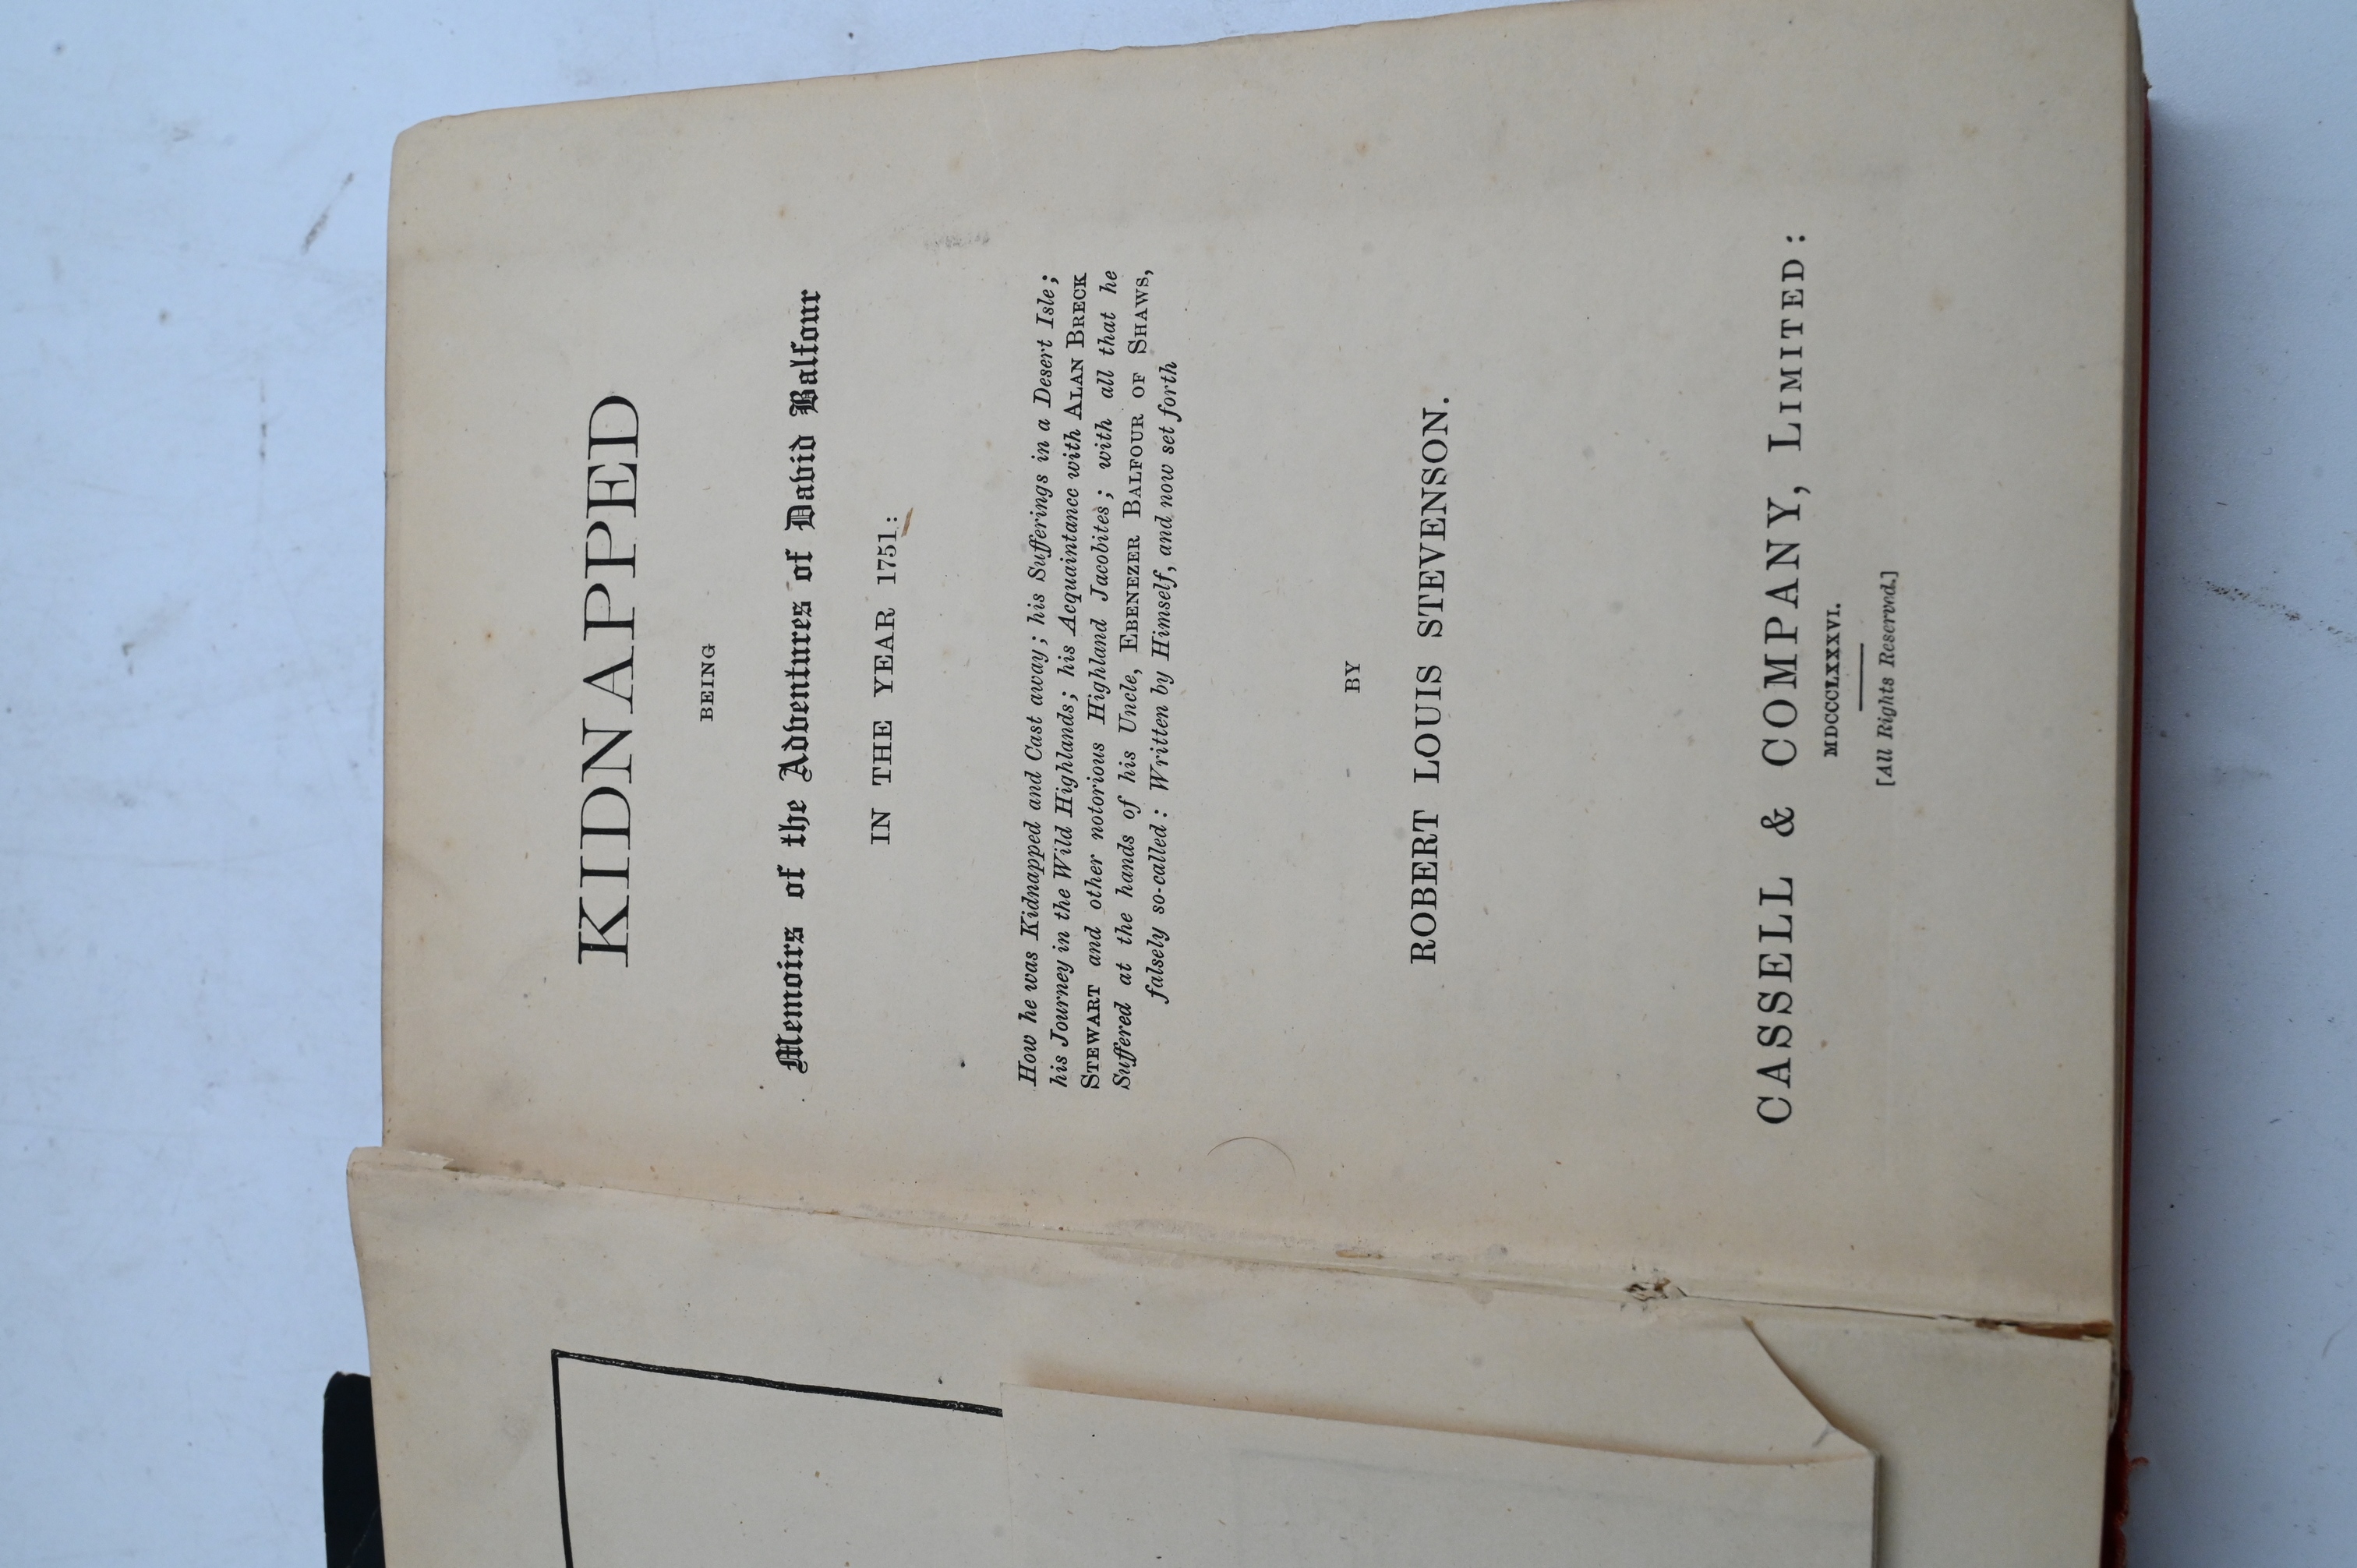 KIDNAPPED
BEING
Memoirs of the Adventures of David Balfour
IN THE YEAR 1751:
How he was Kidnapped and Cast away; his Sufferings in a Desert Isle;
his Journey in the Wild Highlands; his Acquaintance with ALAN BRECK
STEWART and other notorious Highland Jacobites; with all that he
Suffered at the hands of his Uncle, EBENEZER BALFOUR OF SHAWS,
falsely so-called: Written by Himself, and now set forth
BY
ROBERT LOUIS STEVENSON.
CASSELL & COMPANY, LIMITED:
MDCCCLXXXVI.
[All Rights Reserved.]